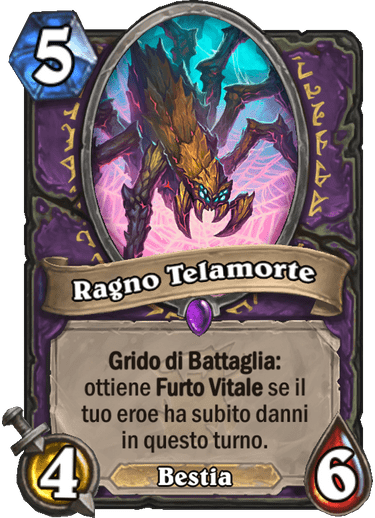 5
Ragno Telamorte
Grido di Battaglia:
ottiene Furto Vitale se il
tuo eroe ha subito danni
in questo turno.
4
Bestia
6